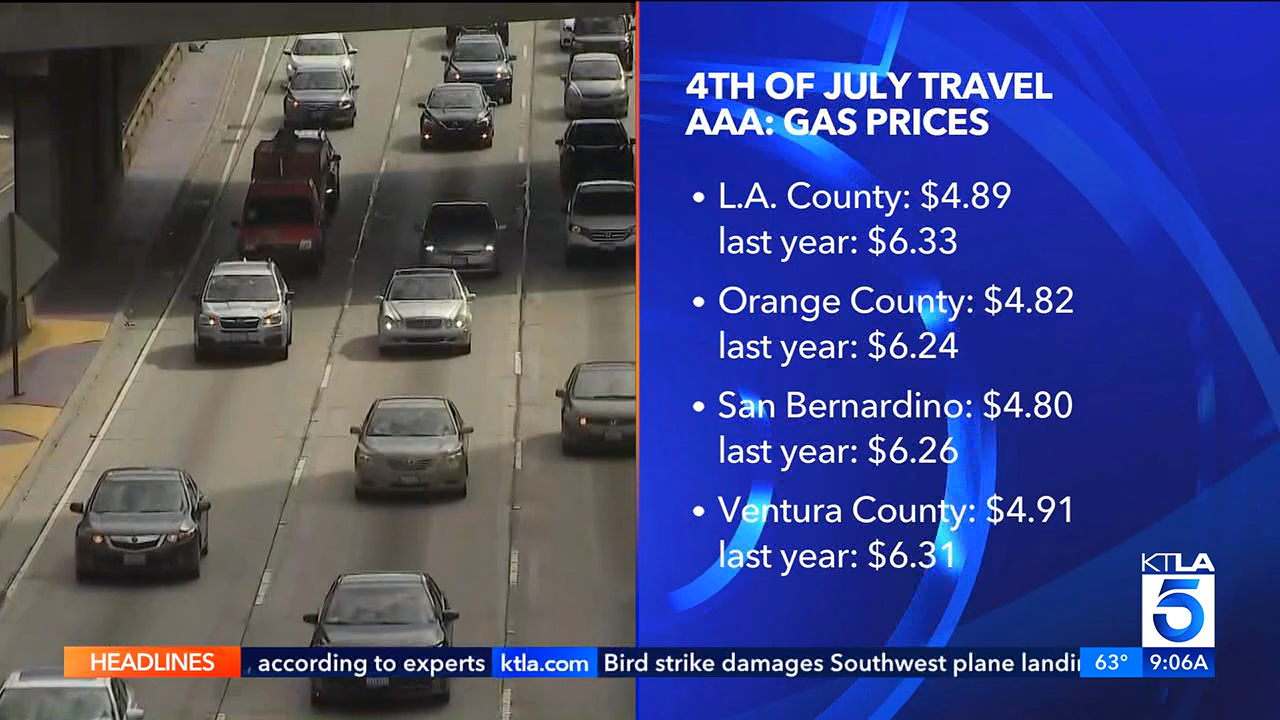 4TH OF JULY TRAVEL
AAA: GAS PRICES
• L.A. County: $4.89
last year: $6.33
• Orange County: $4.82
last year: $6.24
• San Bernardino: $4.80
last year: $6.26
• Ventura County: $4.91
last year: $6.31
KTLA
5
HEADLINES , according to experts ktla.com Bird strike damages Southwest plane landi 63° 9:06A